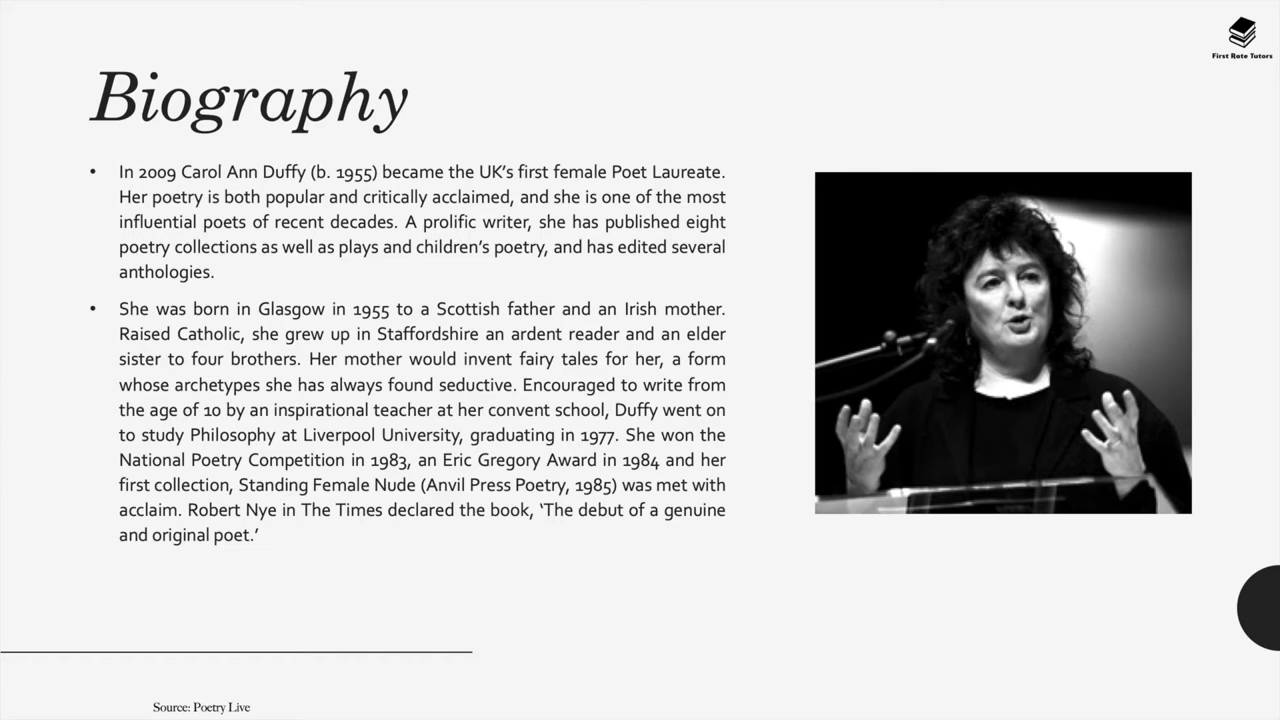 First Rate Tutors
Biography
• In 2009 Carol Ann Duffy (b. 1955) became the UK’s first female Poet Laureate.
Her poetry is both popular and critically acclaimed, and she is one of the most
influential poets of recent decades. A prolific writer, she has published eight
poetry collections as well as plays and children’s poetry, and has edited several
anthologies.
• She was born in Glasgow in 1955 to a Scottish father and an Irish mother.
Raised Catholic, she grew up in Staffordshire an ardent reader and an elder
sister to four brothers. Her mother would invent fairy tales for her, a form
whose archetypes she has always found seductive. Encouraged to write from
the age of 10 by an inspirational teacher at her convent school, Duffy went on
to study Philosophy at Liverpool University, graduating in 1977. She won the
National Poetry Competition in 1983, an Eric Gregory Award in 1984 and her
first collection, Standing Female Nude (Anvil Press Poetry, 1985) was met with
acclaim. Robert Nye in The Times declared the book, ‘The debut of a genuine
and original poet.’
Source: Poetry Live